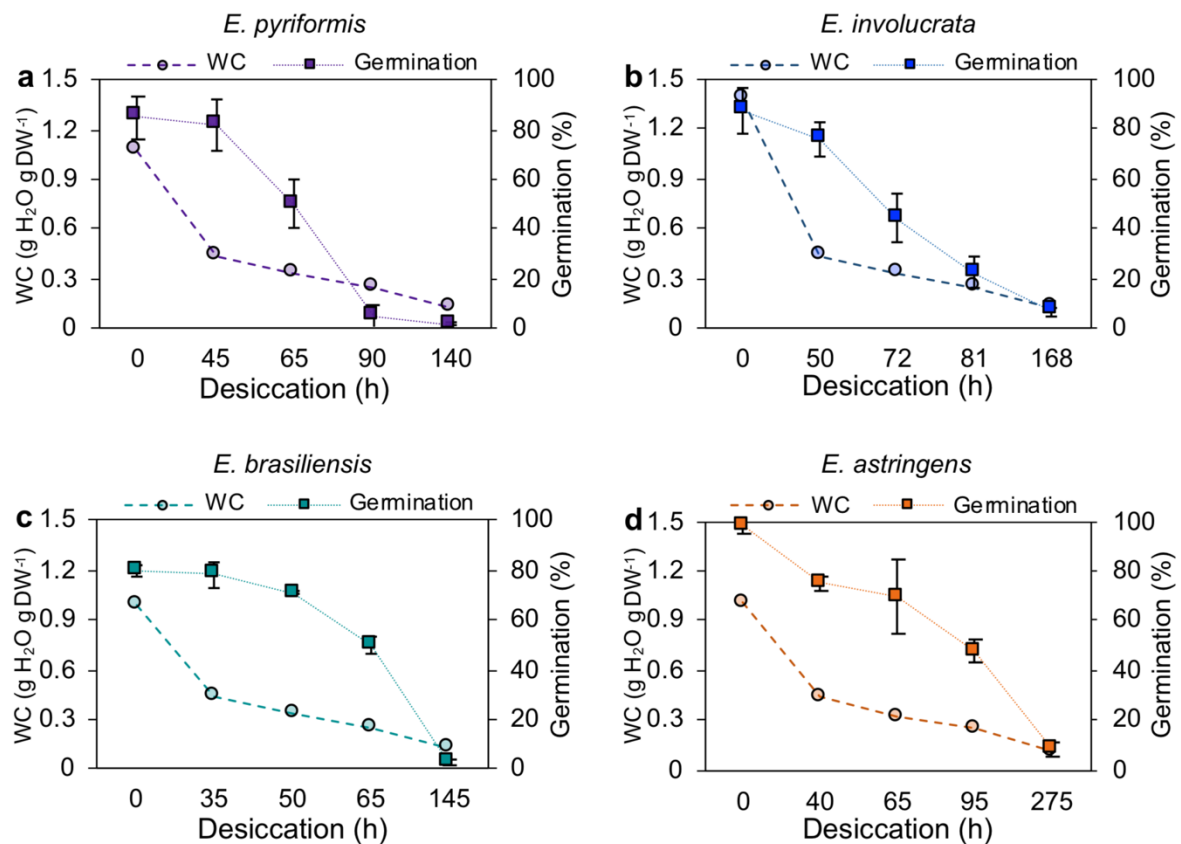 E. pyriformis
WC Germination
a
1.5
1.2
0.9
0.6
0.3
0
WC (g H₂O gDW⁻¹)
100
80
60
40
20
0
Germination (%)
0 45 65 90 140
Desiccation (h)
E. involucrata
WC Germination
b
1.5
1.2
0.9
0.6
0.3
0
WC (g H₂O gDW⁻¹)
100
80
60
40
20
0
Germination (%)
0 50 72 81 168
Desiccation (h)
E. brasiliensis
WC Germination
c
1.5
1.2
0.9
0.6
0.3
0
WC (g H₂O gDW⁻¹)
100
80
60
40
20
0
Germination (%)
0 35 50 65 145
Desiccation (h)
E. astringens
WC Germination
d
1.5
1.2
0.9
0.6
0.3
0
WC (g H₂O gDW⁻¹)
100
80
60
40
20
0
Germination (%)
0 40 65 95 275
Desiccation (h)